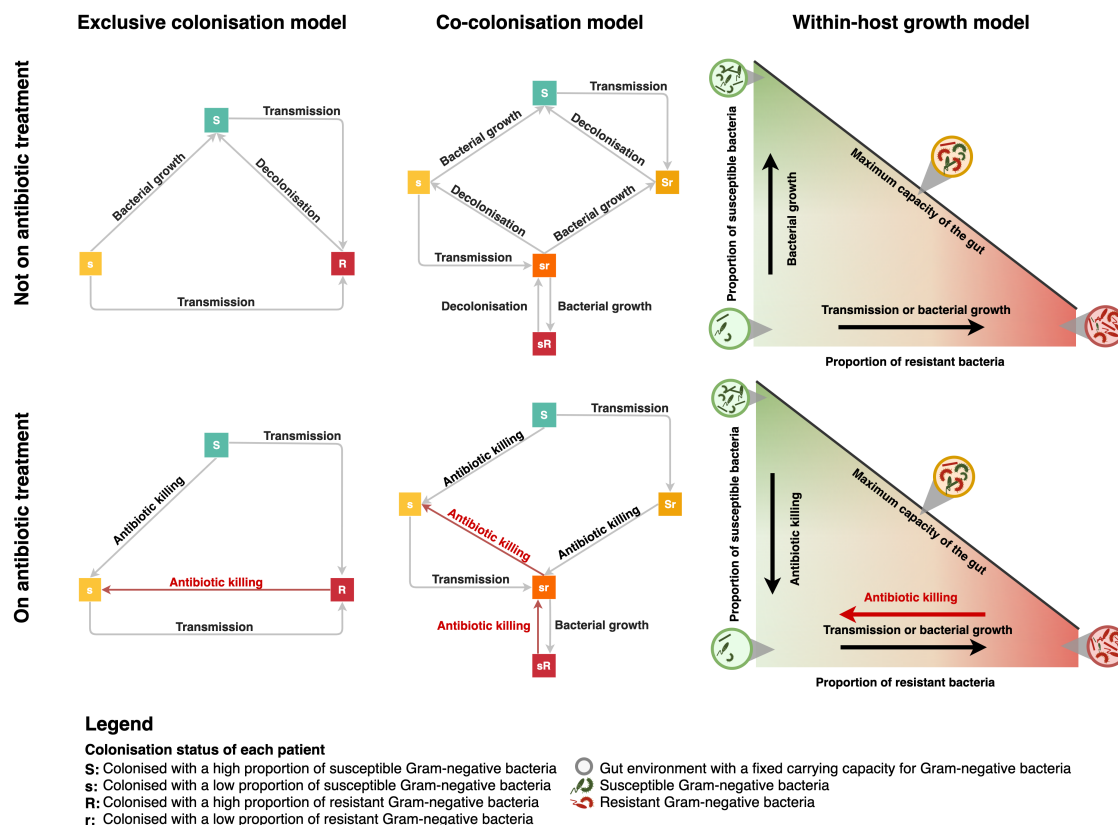 Exclusive colonisation model
Co-colonisation model
Within-host growth model
Not on antibiotic treatment
S
Transmission
Bacterial growth
Decolonisation
s
R
Transmission
S
Transmission
Bacterial growth
Decolonisation
s
Sr
Decolonisation
Bacterial growth
Transmission
sr
Decolonisation
Bacterial growth
sR
Proportion of susceptible bacteria
Bacterial growth
Maximum capacity of the gut
Transmission or bacterial growth
Proportion of resistant bacteria
On antibiotic treatment
S
Transmission
Antibiotic killing
s
Antibiotic killing
R
Transmission
S
Transmission
Antibiotic killing
s
Sr
Antibiotic killing
Antibiotic killing
Transmission
sr
Antibiotic killing
Bacterial growth
sR
Proportion of susceptible bacteria
Antibiotic killing
Maximum capacity of the gut
Antibiotic killing
Transmission or bacterial growth
Proportion of resistant bacteria
Legend
Colonisation status of each patient
S: Colonised with a high proportion of susceptible Gram-negative bacteria
s: Colonised with a low proportion of susceptible Gram-negative bacteria
R: Colonised with a high proportion of resistant Gram-negative bacteria
r: Colonised with a low proportion of resistant Gram-negative bacteria
Gut environment with a fixed carrying capacity for Gram-negative bacteria
Susceptible Gram-negative bacteria
Resistant Gram-negative bacteria